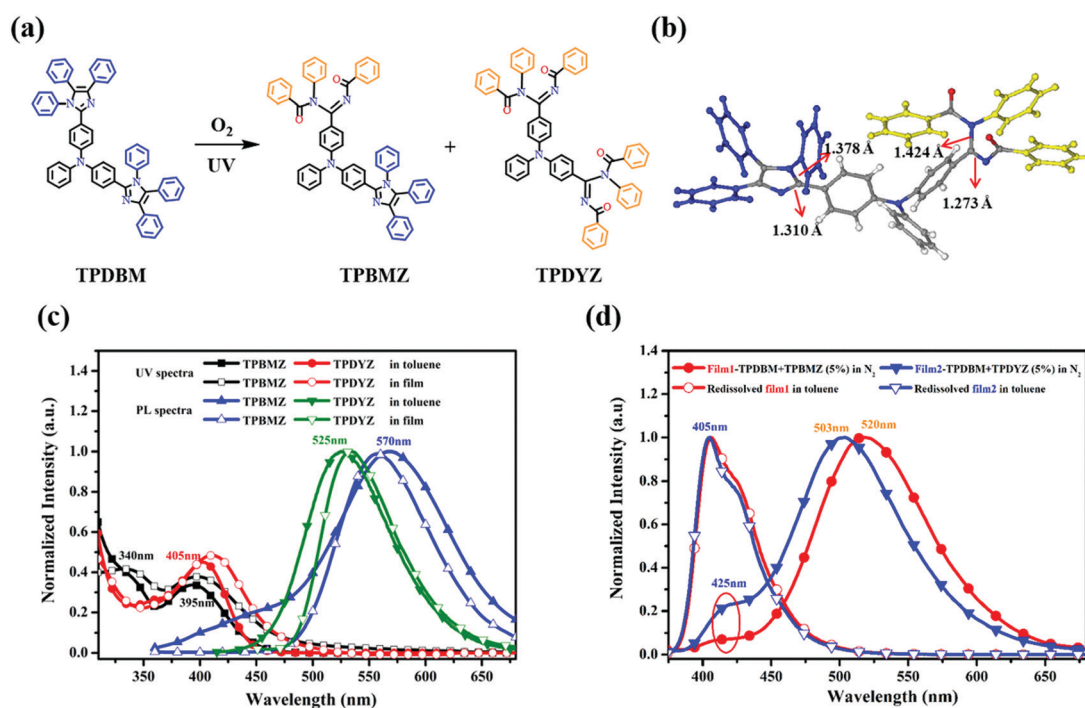 (a)
O₂
UV
+
TPDBM
TPBMZ
TPDYZ
(b)
1.378 Å
1.424 Å
1.310 Å
1.273 Å
(c)
UV spectra
TPBMZ
TPDYZ in toluene
TPBMZ
TPDYZ in film
PL spectra
TPBMZ
TPDYZ in toluene
TPBMZ
TPDYZ in film
525nm
570nm
340nm
405nm
395nm
Normalized Intensity (a.u.)
0.0
0.2
0.4
0.6
0.8
1.0
1.2
1.4
350 400 450 500 550 600 650
Wavelength (nm)
(d)
Film1-TPDBM+TPBMZ (5%) in N₂
Film2-TPDBM+TPDYZ (5%) in N₂
Redissolved film1 in toluene
Redissolved film2 in toluene
405nm
503nm
520nm
425nm
Normalized Intensity (a.u)
0.0
0.2
0.4
0.6
0.8
1.0
1.2
1.4
400 450 500 550 600 650
Wavelength (nm)